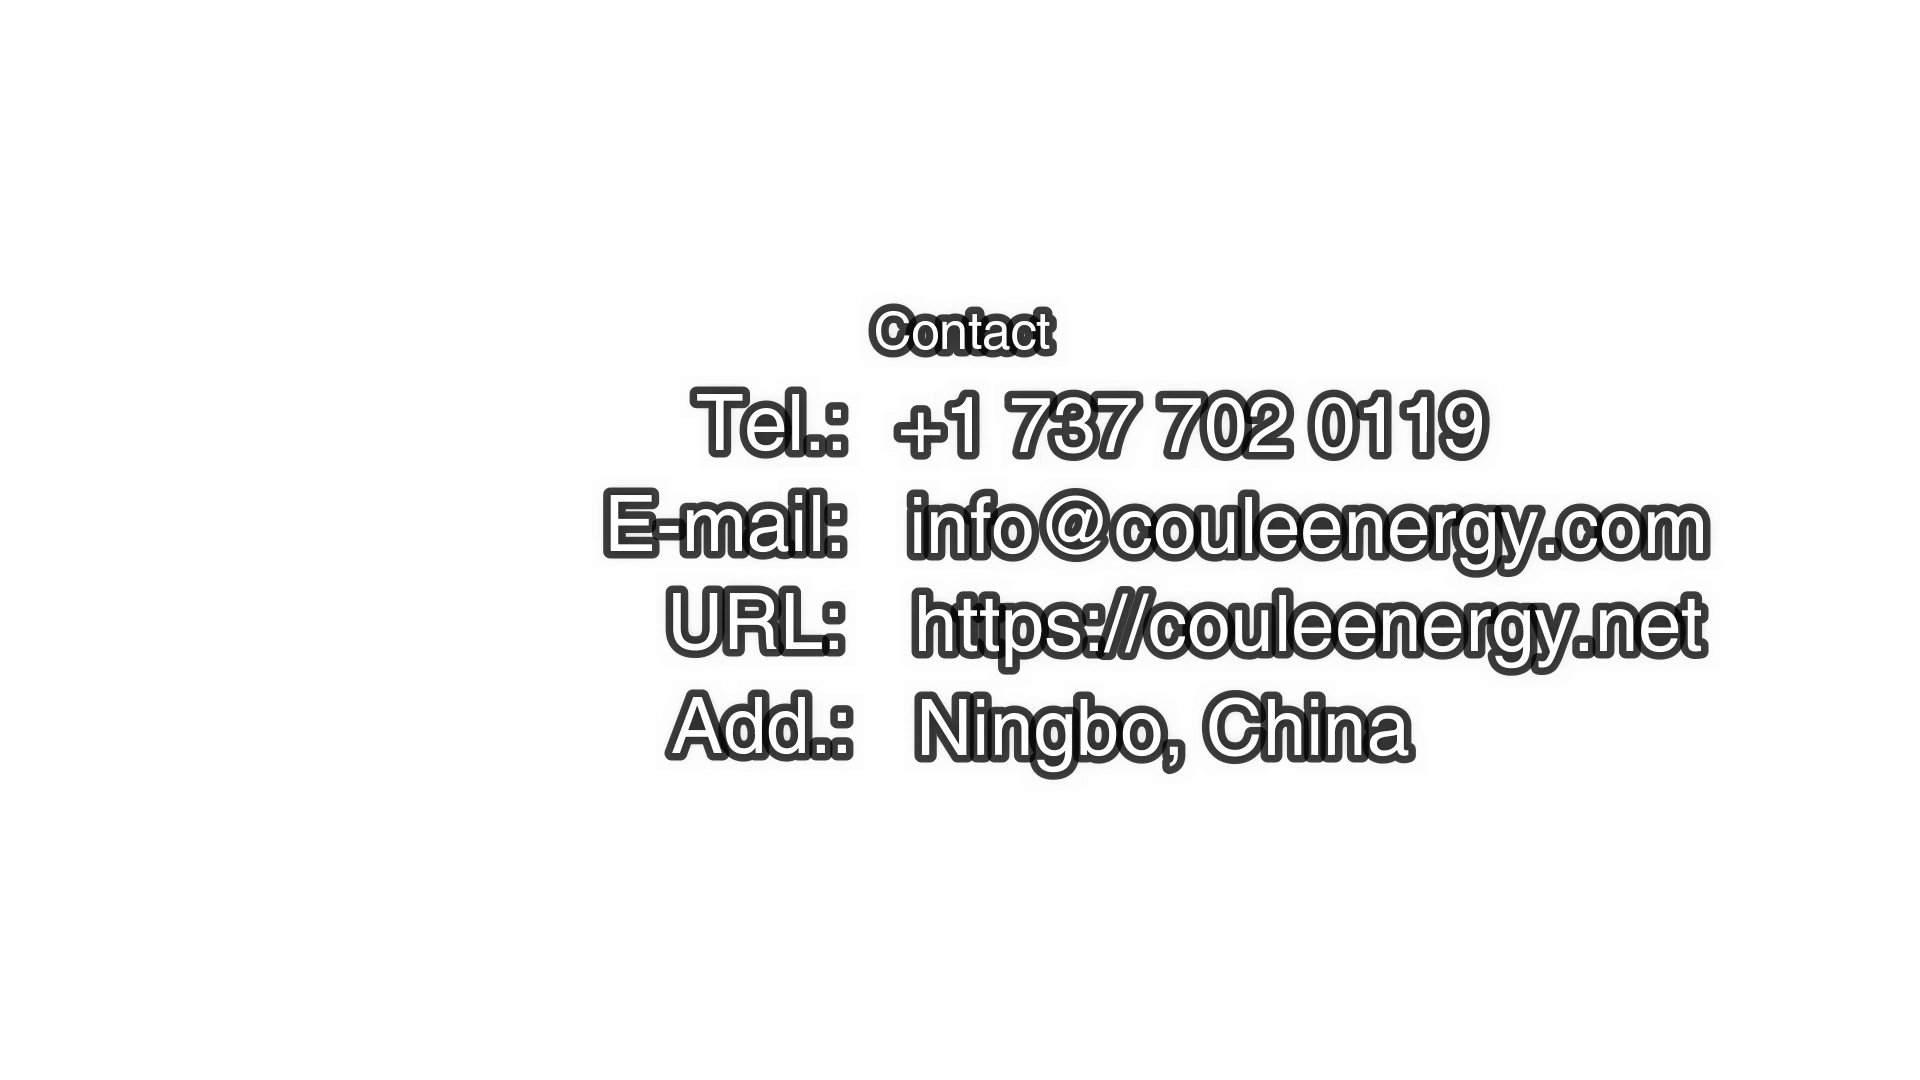 Contact
Tel.: +1 737 702 0119
E-mail: info@couleenergy.com
URL: https://couleenergy.net
Add.: Ningbo, China